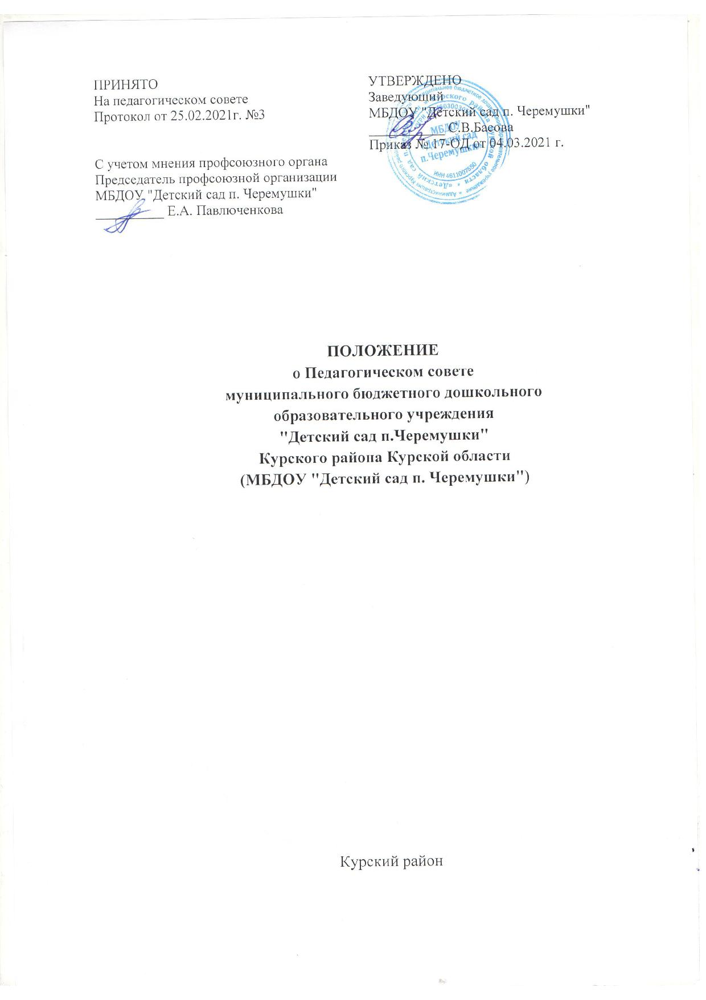 ПРИНЯТО
На педагогическом совете
Протокол от 25.02.2021г. №3
С учетом мнения профсоюзного органа
Председатель профсоюзной организации
МБДОУ "Детский сад п. Черемушки"
__________ Е.А. Павлюченкова
УТВЕРЖДЕНО
Заведующий
МБДОУ "Детский сад п. Черемушки"
___________ С.В.Басова
Приказ № 17-ОД от 04.03.2021 г.
МБДОУ
«Детский сад
п.Черемушки»
ИНН 4611007550
ПОЛОЖЕНИЕ
о Педагогическом совете
муниципального бюджетного дошкольного
образовательного учреждения
"Детский сад п.Черемушки"
Курского района Курской области
(МБДОУ "Детский сад п. Черемушки")
Курский район